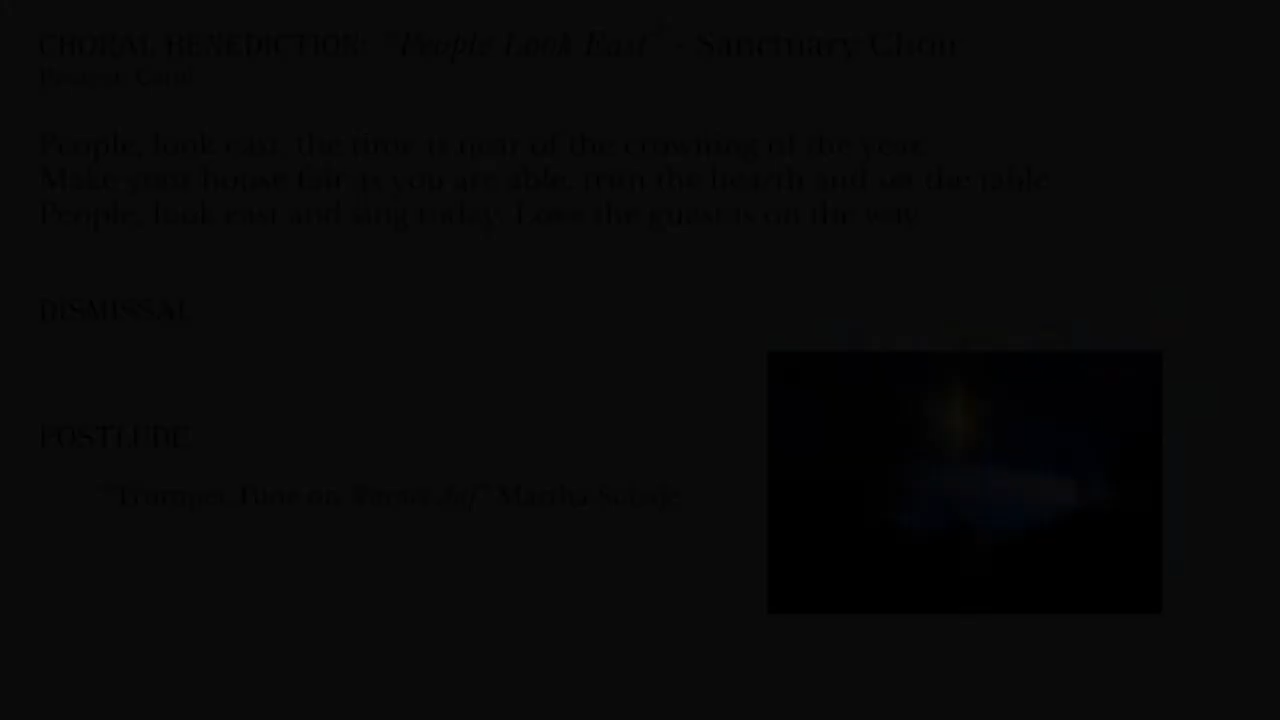 CHORAL BENEDICTION: "People Look East" - Sanctuary Choir
People, look east, the time is near of the crowning of the year.
Make your house fair as you are able, trim the hearth and set the table.
People, look east and sing today, Love the guest is on the way.
DISMISSAL
POSTLUDE
"Trumpet Tune on Martha